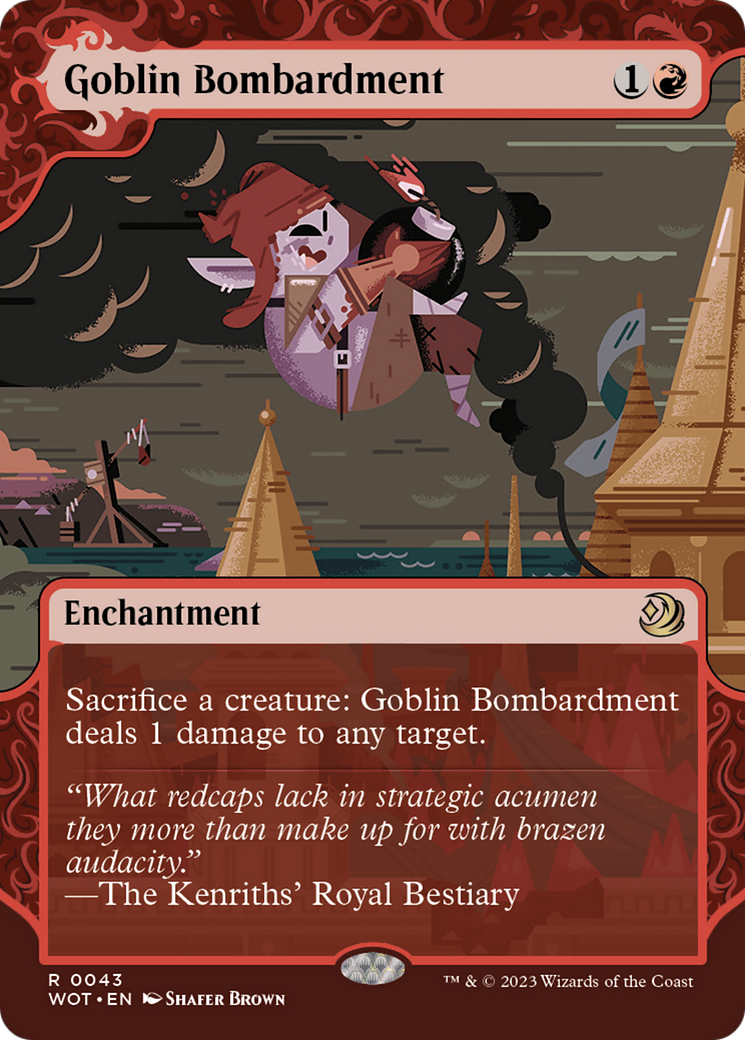 Goblin Bombardment 1
Enchantment
Sacrifice a creature: Goblin Bombardment
deals 1 damage to any target.
“What redcaps lack in strategic acumen
they more than make up for with brazen
audacity.”
—The Kenriths’ Royal Bestiary
R 0043
WOT • EN Shafer Brown
™ & © 2023 Wizards of the Coast